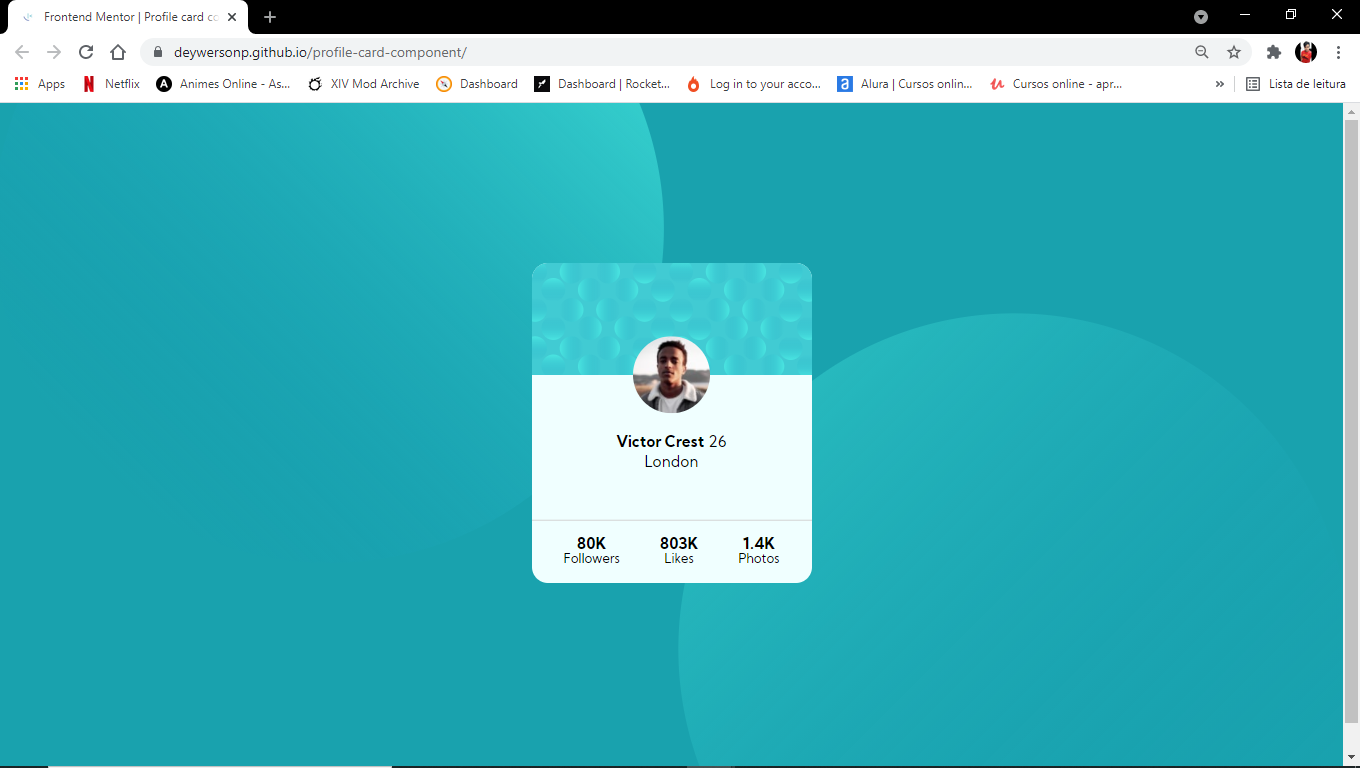 Frontend Mentor | Profile card co
deywersonp.github.io/profile-card-component/
Apps Netflix Animes Online - As... XIV Mod Archive Dashboard Dashboard | Rocket... Log in to your acco... Alura | Cursos onlin... Cursos online - apr... » Lista de leitura
Victor Crest 26
London
80K 803K 1.4K
Followers Likes Photos